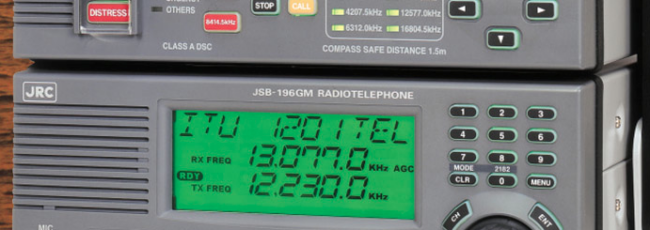 DISTRESS
OTHERS
8414.5kHz
STOP
CALL
CLASS A DSC
4207.5kHz 12577.0kHz
6312.0kHz 16804.5kHz
COMPASS SAFE DISTANCE 1.5m
JRC
JSB-196GM RADIOTELEPHONE
ITU 1201TEL
RX FREQ 13.077.0 KHz AGC
RDY
TX FREQ 12.230.0 KHz
1 2 3
4 5 6
7 8 9
MODE 2182
CLR 0 MENU
CH ENT
MIC